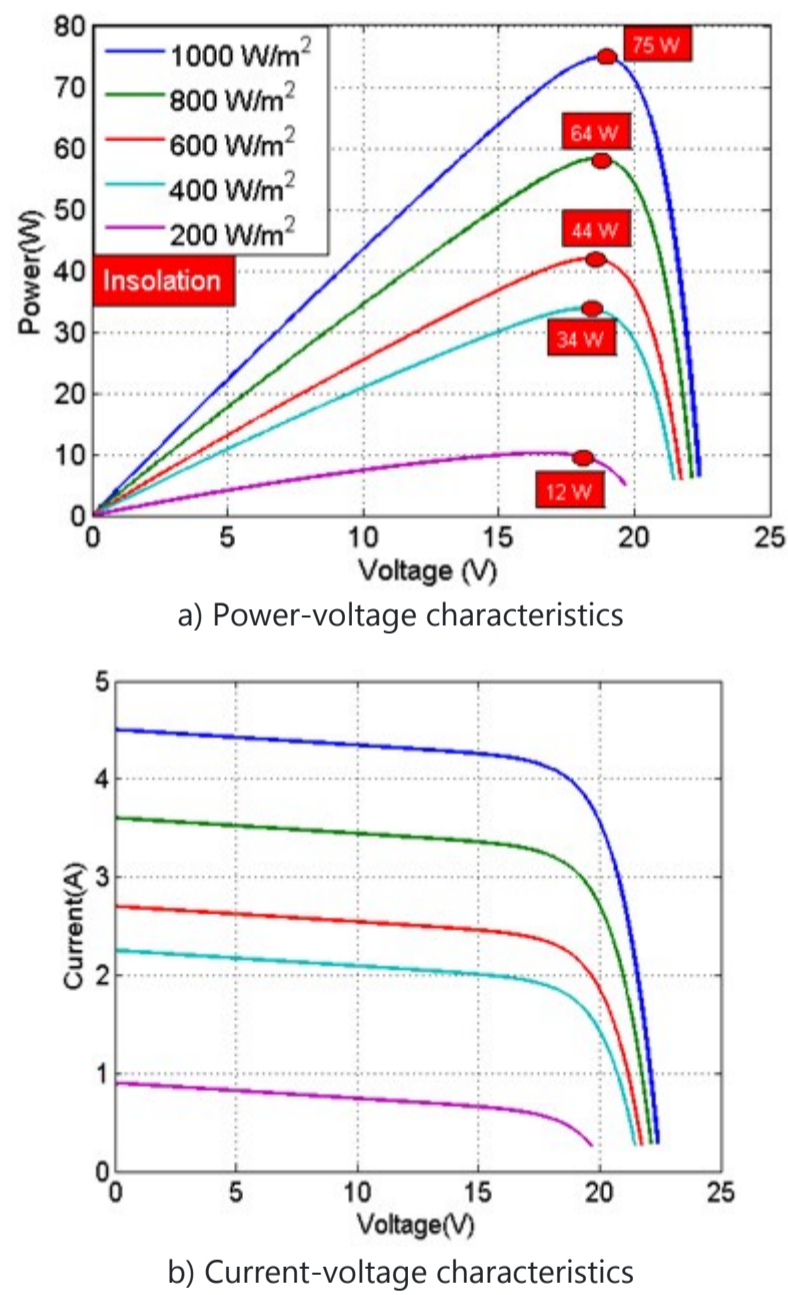 80
70
60
50
40
30
20
10
0
Power(W)
1000 W/m²
800 W/m²
600 W/m²
400 W/m²
200 W/m²
Insolation
75 W
64 W
44 W
34 W
12 W
0 5 10 15 20 25
Voltage (V)
a) Power-voltage characteristics
5
4
3
2
1
0
Current(A)
0 5 10 15 20 25
Voltage(V)
b) Current-voltage characteristics